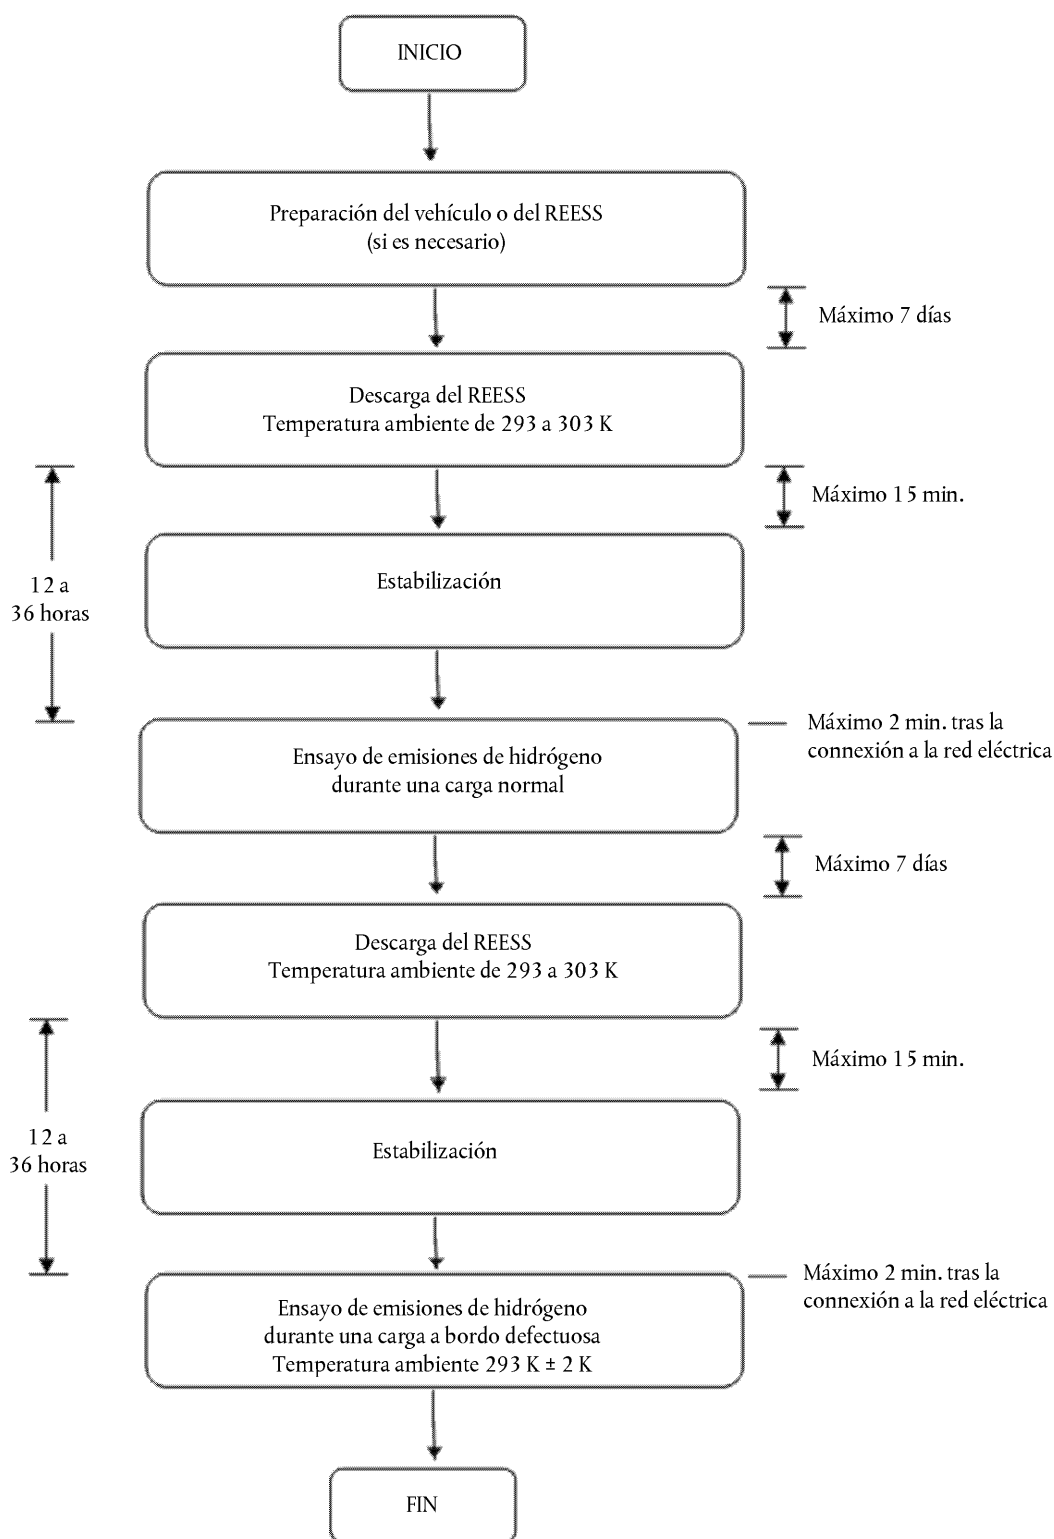 INICIO
Preparación del vehículo o del REESS
(si es necesario)
Máximo 7 días
Descarga del REESS
Temperatura ambiente de 293 a 303 K
Máximo 15 min.
12 a
36 horas
Estabilización
Máximo 2 min. tras la
connexión a la red eléctrica
Ensayo de emisiones de hidrógeno
durante una carga normal
Máximo 7 días
Descarga del REESS
Temperatura ambiente de 293 a 303 K
Máximo 15 min.
12 a
36 horas
Estabilización
Máximo 2 min. tras la
connexión a la red eléctrica
Ensayo de emisiones de hidrógeno
durante una carga a bordo defectuosa
Temperatura ambiente 293 K ± 2 K
FIN